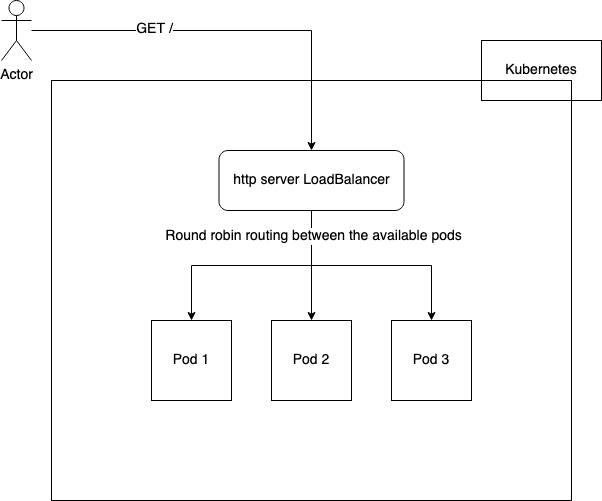 GET /
Actor
Kubernetes
http server LoadBalancer
Round robin routing between the available pods
Pod 1
Pod 2
Pod 3